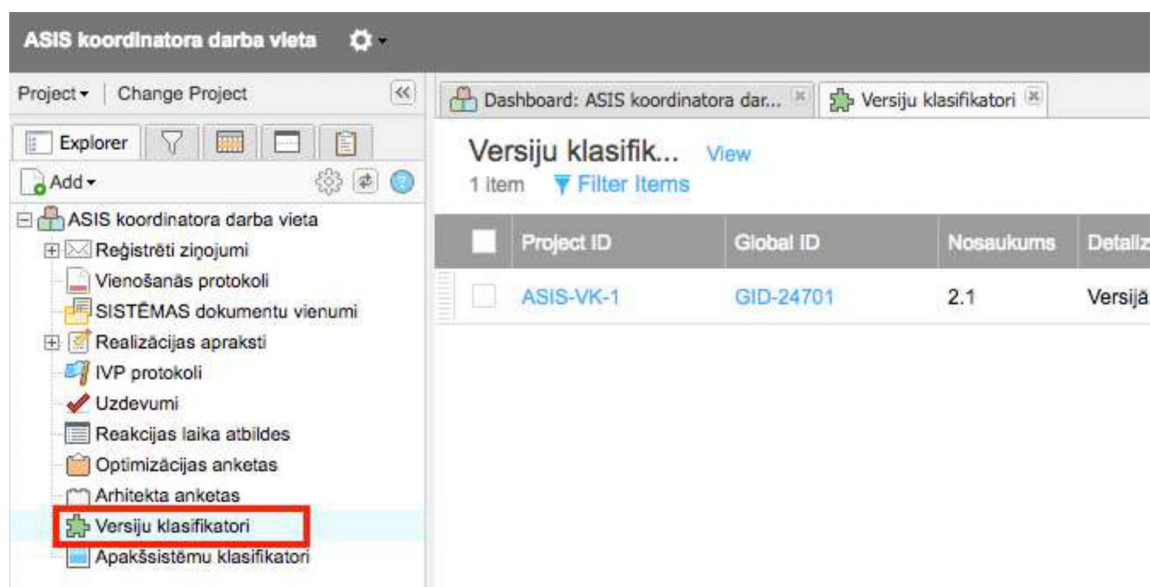 ASIS koordinatora darba vieta
Project | Change Project
Explorer
Add
ASIS koordinatora darba vieta
Reģistrēti ziņojumi
Vienošanās protokoli
SISTĒMAS dokumentu vienumi
Realizācijas apraksti
IVP protokoli
Uzdevumi
Reakcijas laika atbildes
Optimizācijas anketas
Arhitekta anketas
Versiju klasifikatori
Apakšsistēmu klasifikatori
Dashboard: ASIS koordinatora dar...
Versiju klasifikatori
Versiju klasifik... View
1 item Filter Items
Project ID Global ID Nosaukums Detaliz
ASIS-VK-1 GID-24701 2.1 Versijā